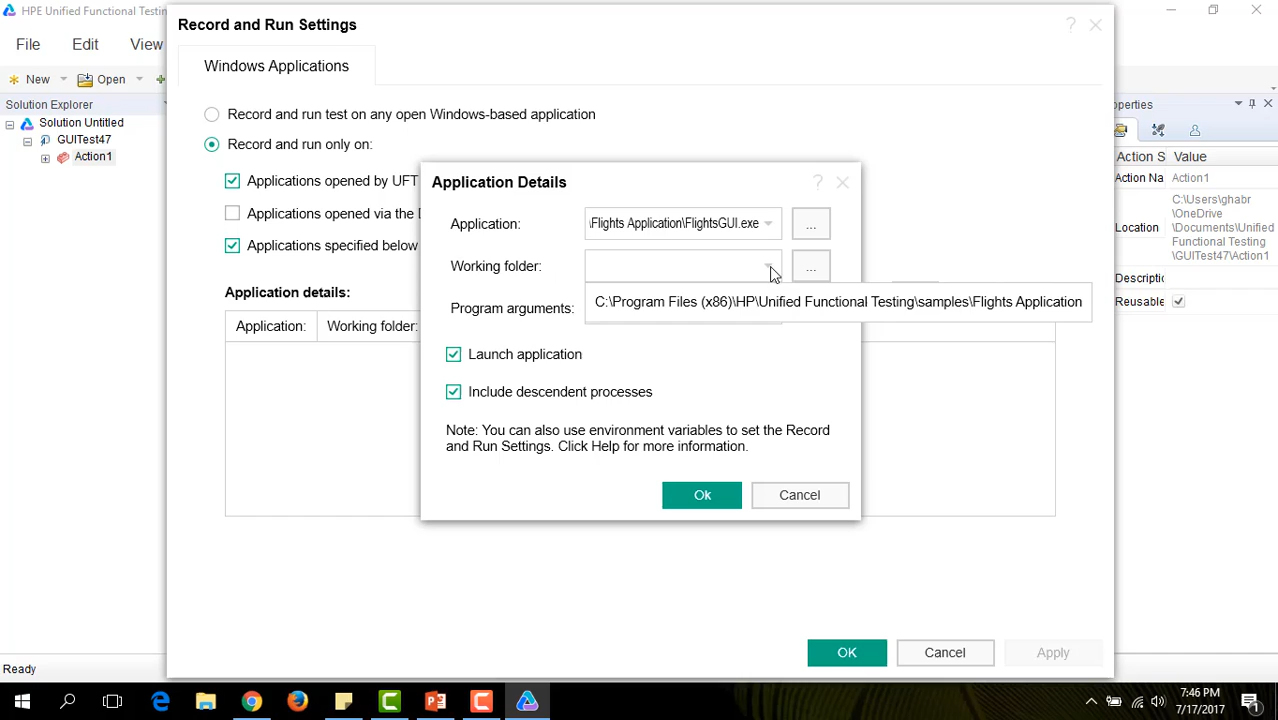 HPE Unified Functional Testin
Record and Run Settings
File Edit View
Windows Applications
New Open
Solution Explorer
Solution Untitled
GUITest47
Action1
Record and run test on any open Windows-based application
Record and run only on:
Applications opened by UFT
Applications opened via the D
Applications specified below
Application details:
Application: Working folder:
Application Details
Application: \Flights Application\FlightsGUI.exe ...
Working folder: ...
C:\Program Files (x86)\HP\Unified Functional Testing\samples\Flights Application
Program arguments:
Launch application
Include descendent processes
Note: You can also use environment variables to set the Record
and Run Settings. Click Help for more information.
Ok Cancel
OK Cancel Apply
roperties
Action S Value
Action Na Action1
Location C:\Users\ghabr
\OneDrive
\Documents\Unified
Functional Testing
\GUITest47\Action1
Descriptio
Reusable
Ready
7:46 PM
7/17/2017